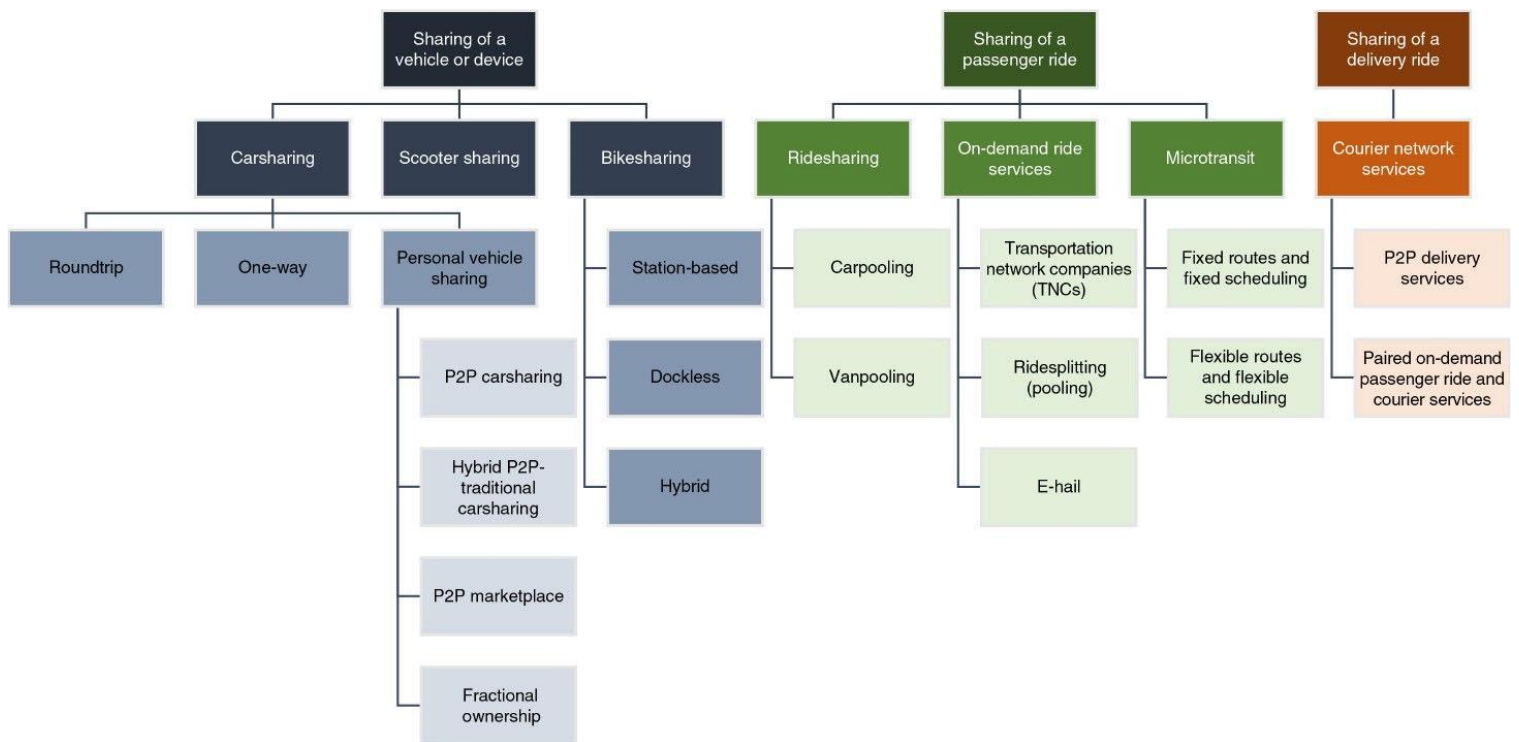 Sharing of a
vehicle or device
Sharing of a
passenger ride
Sharing of a
delivery ride
Carsharing
Scooter sharing
Bikesharing
Ridesharing
On-demand ride
services
Microtransit
Courier network
services
Roundtrip
One-way
Personal vehicle
sharing
Station-based
Carpooling
Transportation
network companies
(TNCs)
Fixed routes and
fixed scheduling
P2P delivery
services
P2P carsharing
Dockless
Vanpooling
Ridesplitting
(pooling)
Flexible routes
and flexible
scheduling
Paired on-demand
passenger ride and
courier services
Hybrid P2P-
traditional
carsharing
Hybrid
E-hail
P2P marketplace
Fractional
ownership